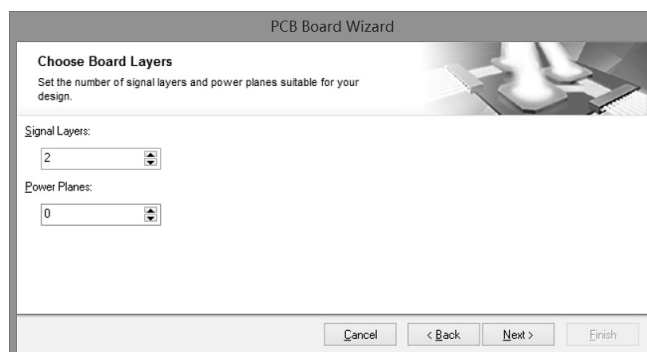 PCB Board Wizard
Choose Board Layers
Set the number of signal layers and power planes suitable for your
design.
Signal Layers:
2
Power Planes:
0
Cancel < Back Next > Finish